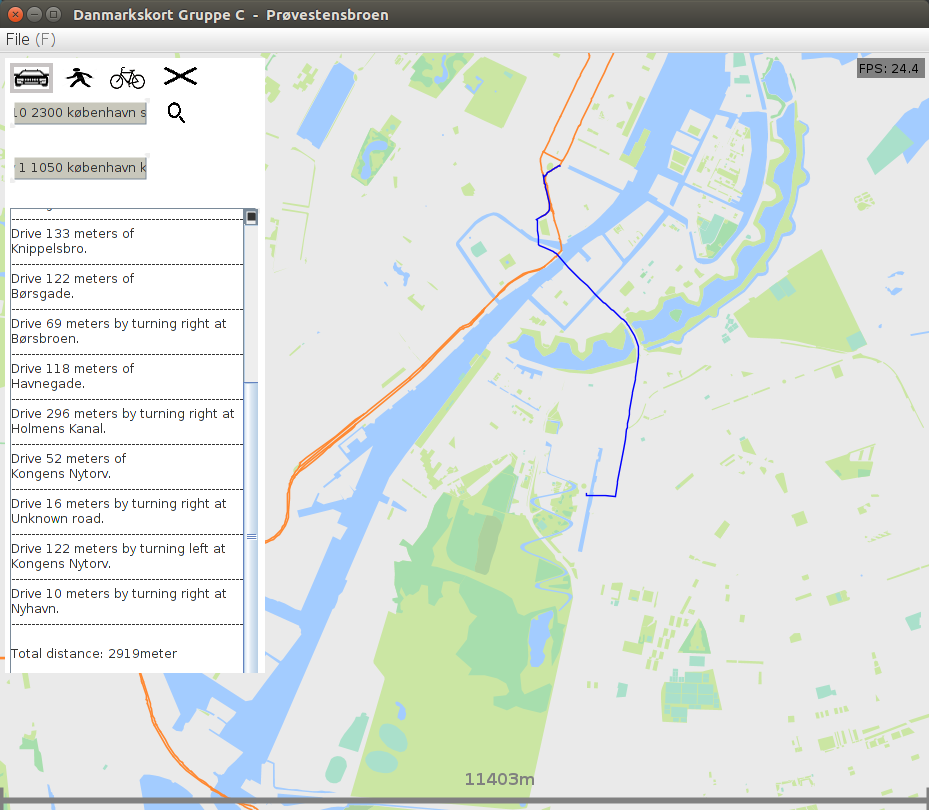 Danmarkskort Gruppe C - Prøvestensbroen
File (F)
FPS: 24.4
10 2300 københavn s
1 1050 københavn k
Drive 133 meters of
Knippelsbro.
Drive 122 meters of
Børsgade.
Drive 69 meters by turning right at
Børsbroen.
Drive 118 meters of
Havnegade.
Drive 296 meters by turning right at
Holmens Kanal.
Drive 52 meters of
Kongens Nytorv.
Drive 16 meters by turning right at
Unknown road.
Drive 122 meters by turning left at
Kongens Nytorv.
Drive 10 meters by turning right at
Nyhavn.
Total distance: 2919meter
11403m